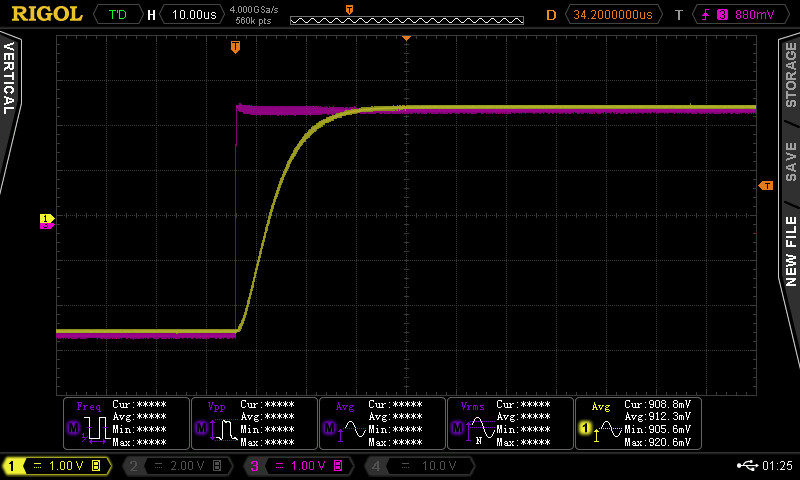 RIGOL T'D H 10.00us 4.000GSa/s 560k pts D 34.2000000us T 3 880mV
T
VERTICAL
STORAGE
SAVE
NEW FILE
T
1
3
Freq Cur:***** Avg:***** Min:***** Max:*****
Vpp Cur:***** Avg:***** Min:***** Max:*****
Avg Cur:***** Avg:***** Min:***** Max:*****
Vrms Cur:***** Avg:***** Min:***** Max:*****
Avg Cur:908.8mV Avg:912.3mV Min:905.6mV Max:920.6mV
1 1.00 V B 2 2.00 V B 3 1.00 V B 4 10.0 V 01:25